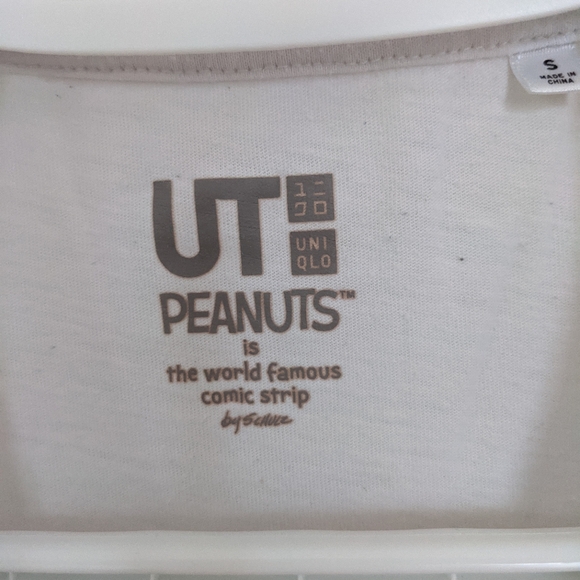 S
MADE IN
CHINA
UT
ユニ
クロ
UNI
QLO
PEANUTS™
is
the world famous
comic strip
by Schulz